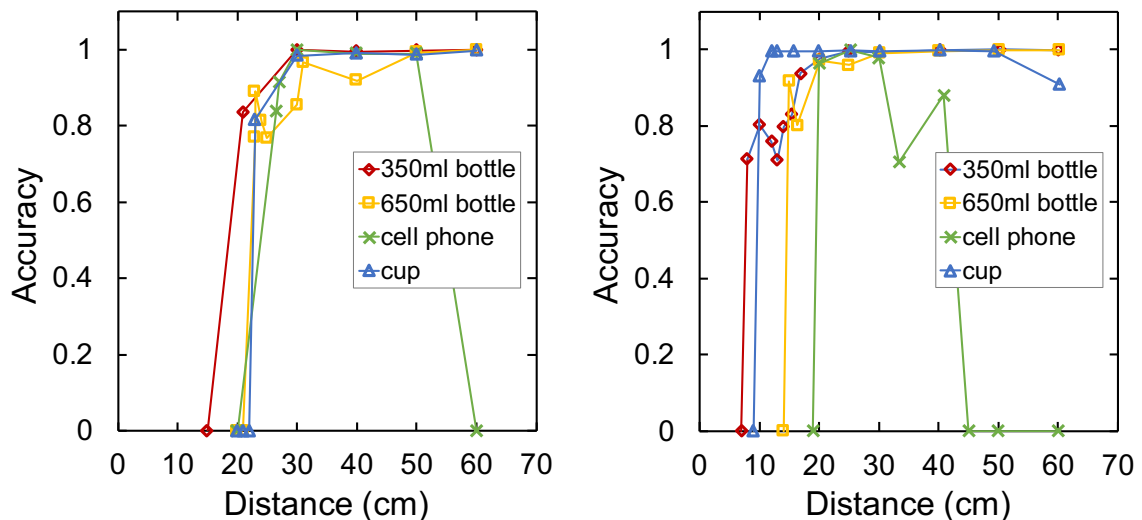 1
0.8
0.6
0.4
0.2
0
Accuracy
350ml bottle
650ml bottle
cell phone
cup
0 10 20 30 40 50 60 70
Distance (cm)
1
0.8
0.6
0.4
0.2
0
Accuracy
350ml bottle
650ml bottle
cell phone
cup
0 10 20 30 40 50 60 70
Distance (cm)